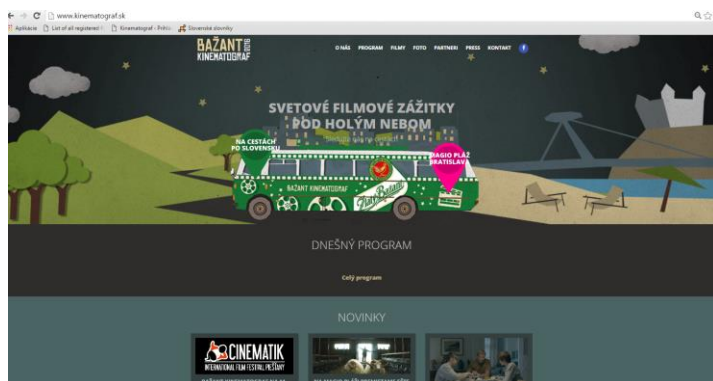 www.kinematograf.sk
Aplikácie
List of all registered
Kinematograf - Prihlá
Slovenské slovníky
BAŽANT
KINEMATOGRAF
O NÁS PROGRAM FILMY FOTO PARTNERI PRESS KONTAKT f
SVETOVÉ FILMOVÉ ZÁŽITKY
POD HOLÝM NEBOM
NA CESTÁCH
PO SLOVENSKU
MAGIO PLÁŽ
BRATISLAVA
BAŽANT KINEMATOGRAF
Zlatý Bažant
DNEŠNÝ PROGRAM
Celý program
NOVINKY
CINEMATIK
INTERNATIONAL FILM FESTIVAL PIEŠŤANY